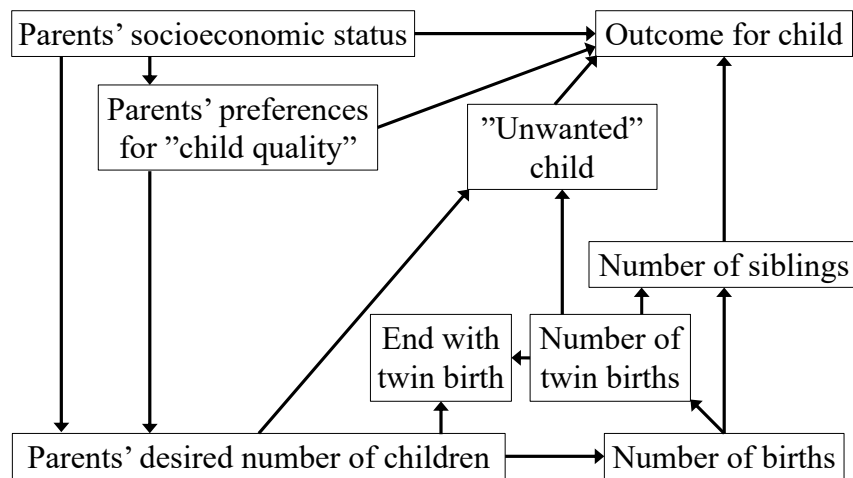 Parents’ socioeconomic status
Outcome for child
Parents’ preferences
for ”child quality”
”Unwanted”
child
Number of siblings
End with
twin birth
Number of
twin births
Parents’ desired number of children
Number of births